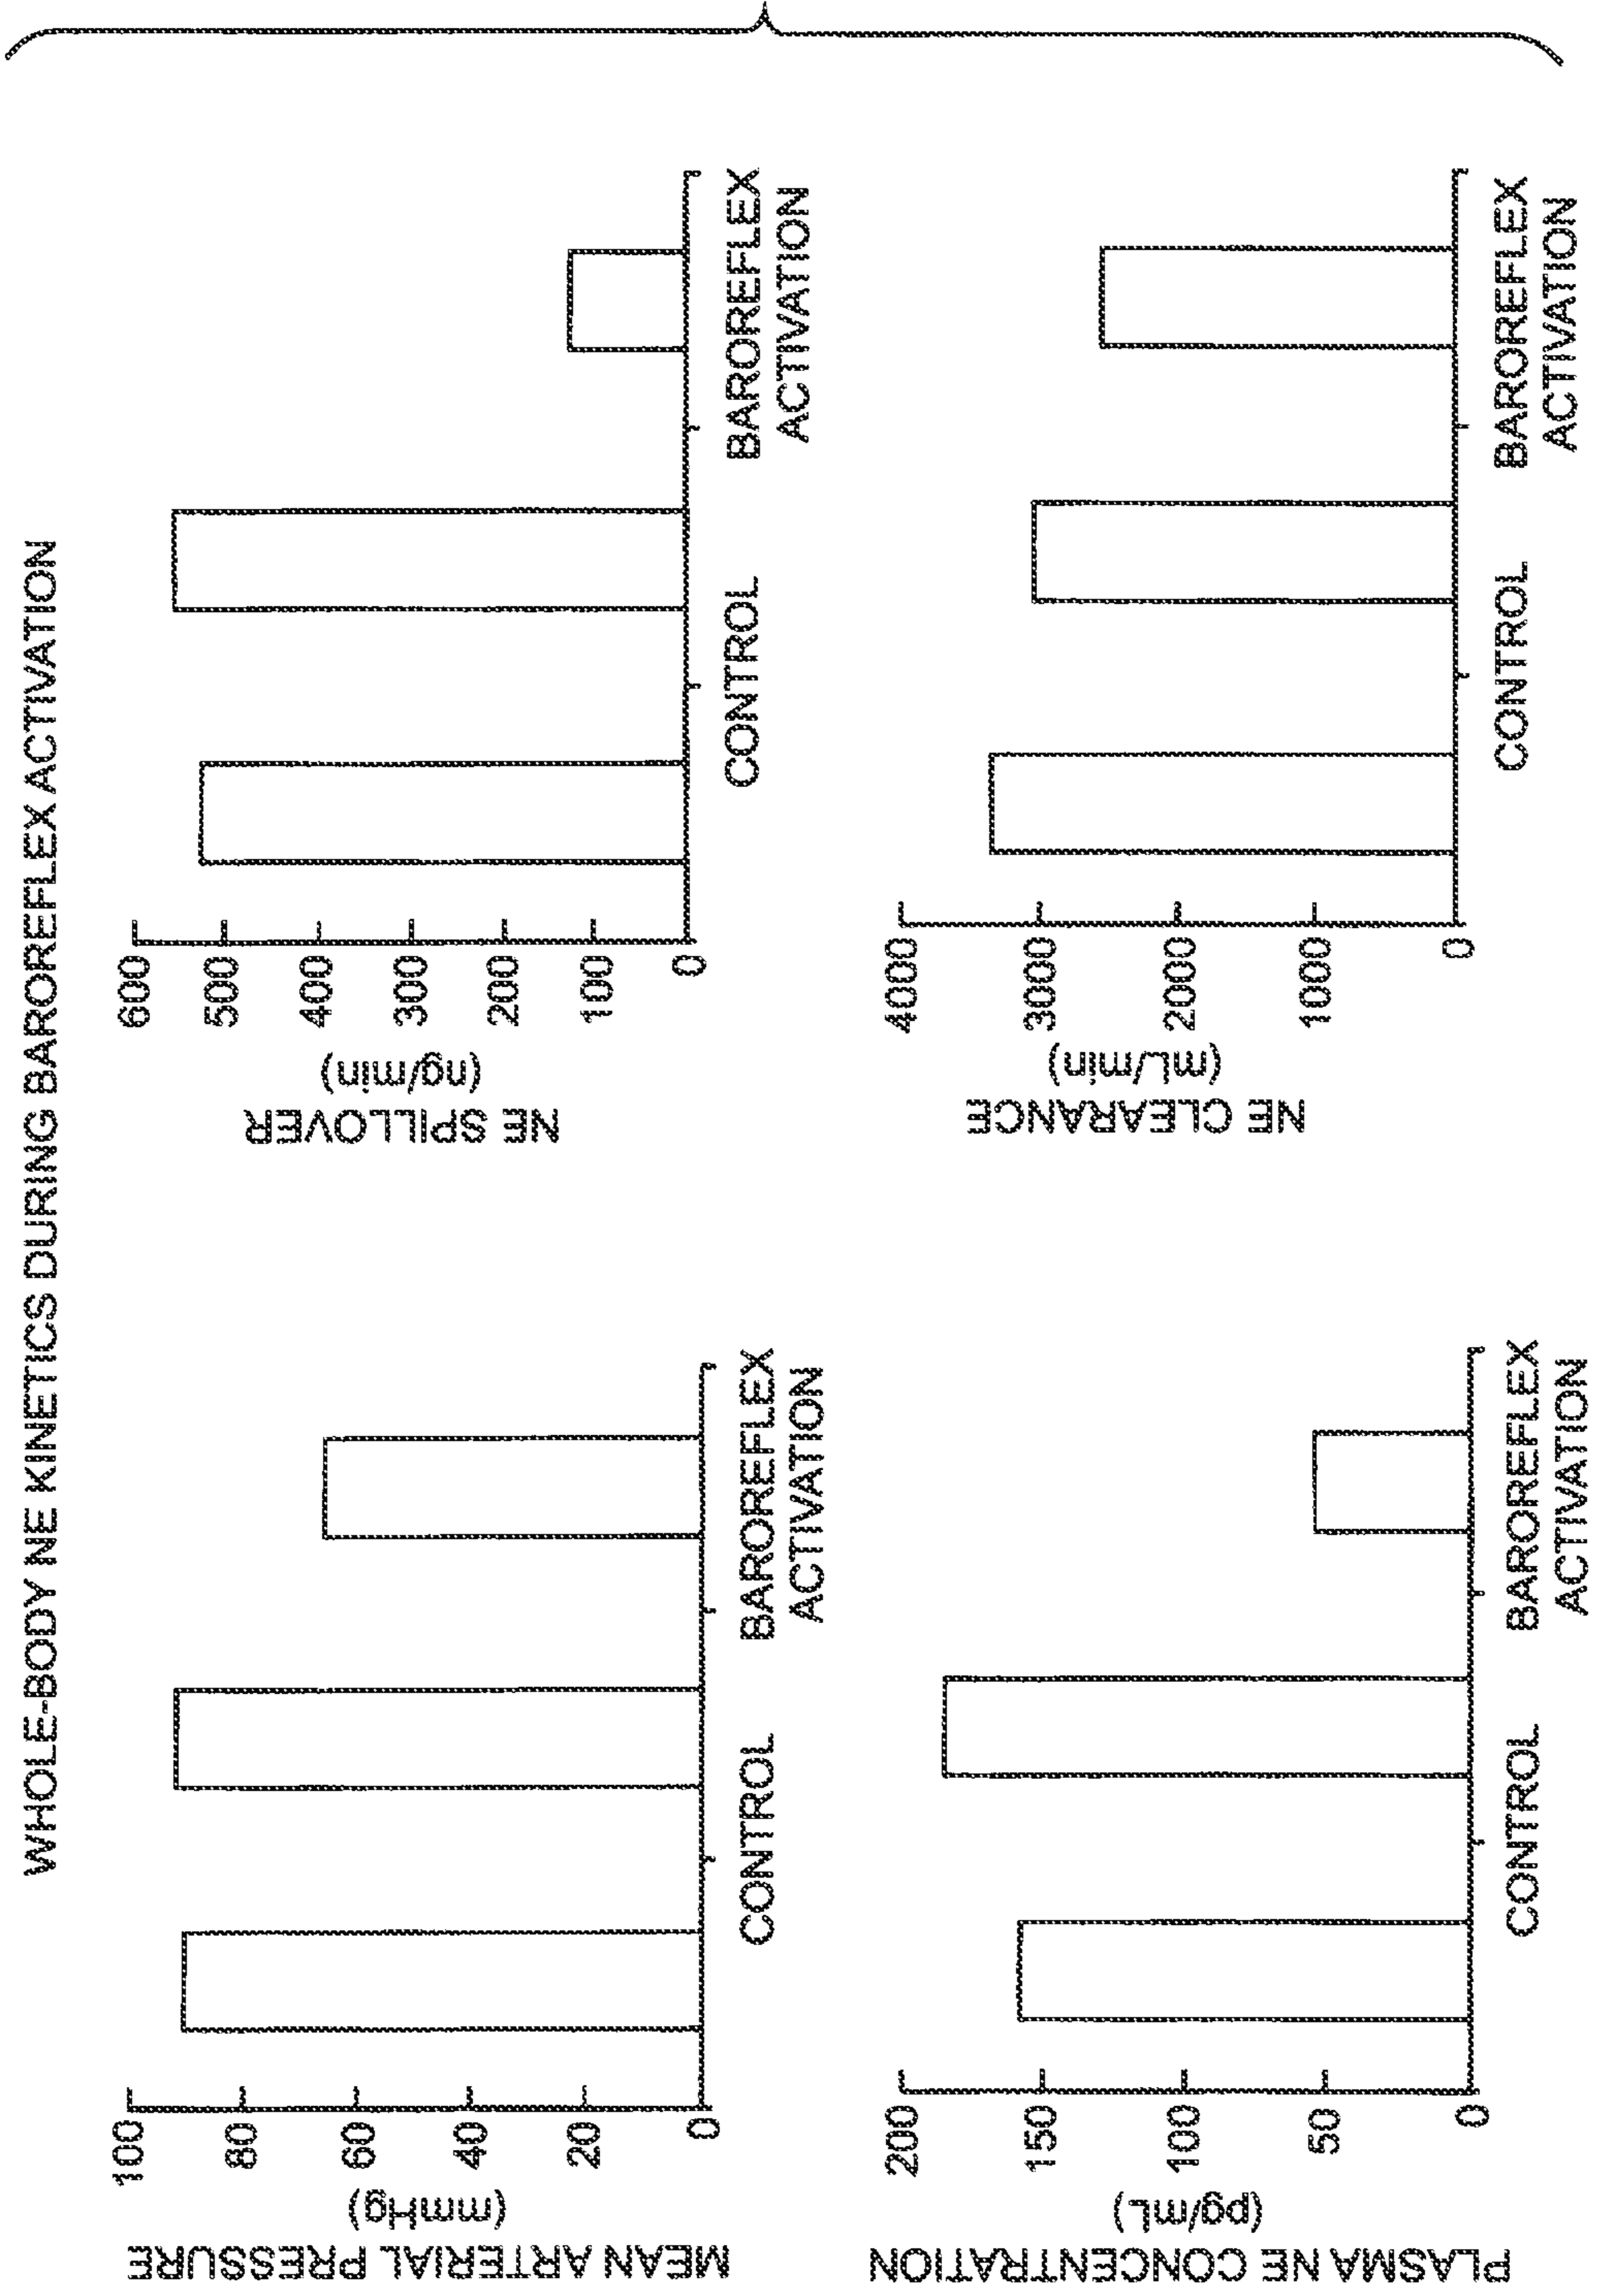 WHOLE-BODY NE KINETICS DURING BAROREFLEX ACTIVATION
MEAN ARTERIAL PRESSURE
(mmHg)
100
80
60
40
20
0
CONTROL
BAROREFLEX
ACTIVATION
NE SPILLOVER
(ng/min)
600
500
400
300
200
100
0
CONTROL
BAROREFLEX
ACTIVATION
PLASMA NE CONCENTRATION
(pg/mL)
200
150
100
50
0
CONTROL
BAROREFLEX
ACTIVATION
NE CLEARANCE
(mL/min)
4000
3000
2000
1000
0
CONTROL
BAROREFLEX
ACTIVATION